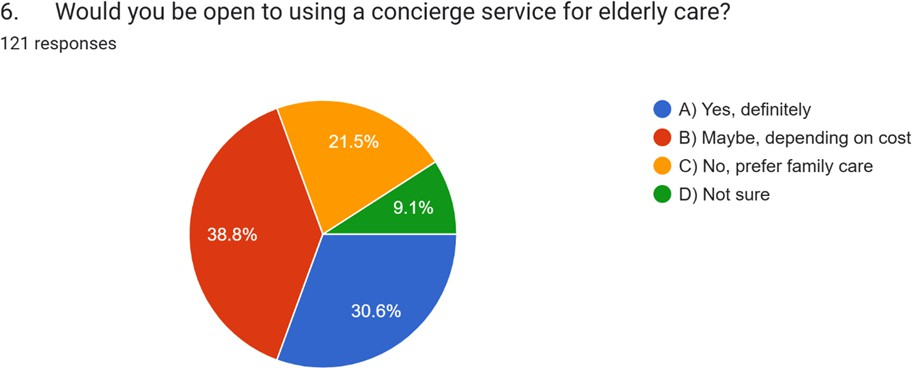 6. Would you be open to using a concierge service for elderly care?
121 responses
21.5%
9.1%
38.8%
30.6%
A) Yes, definitely
B) Maybe, depending on cost
C) No, prefer family care
D) Not sure